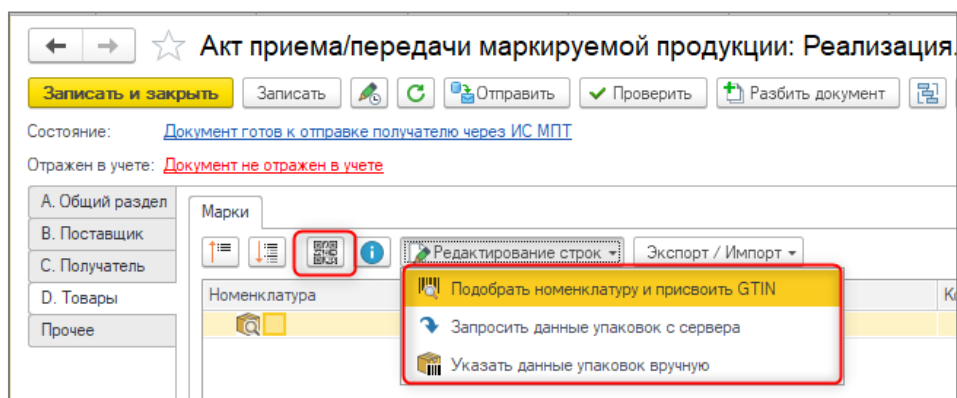 Акт приема/передачи маркируемой продукции: Реализация.
Записать и закрыть Записать Отправить Проверить Разбить документ
Состояние: Документ готов к отправке получателю через ИС МПТ
Отражен в учете: Документ не отражен в учете
A. Общий раздел
B. Поставщик
C. Получатель
D. Товары
Прочее
Марки
Редактирование строк Экспорт / Импорт
Номенклатура
Подобрать номенклатуру и присвоить GTIN
Запросить данные упаковок с сервера
Указать данные упаковок вручную